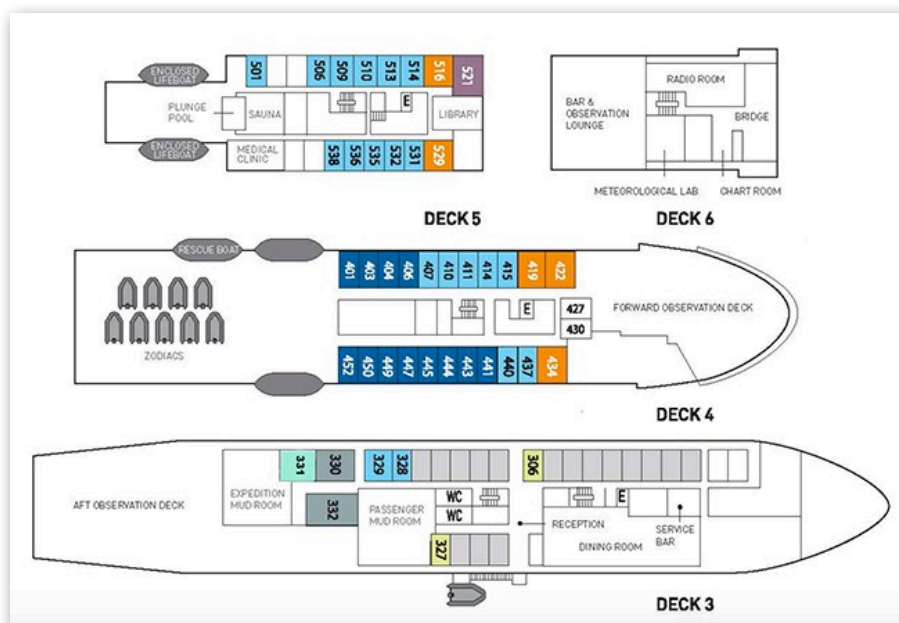 ENCLOSED
LIFEBOAT
501
506
509
510
513
514
516
521
PLUNGE
POOL
SAUNA
E
LIBRARY
ENCLOSED
LIFEBOAT
MEDICAL
CLINIC
538
536
535
532
531
529
DECK 5
RADIO ROOM
BAR &
OBSERVATION
LOUNGE
BRIDGE
METEOROLOGICAL LAB
CHART ROOM
DECK 6
RESCUE BOAT
401
403
404
406
407
410
411
414
415
419
422
E
427
430
FORWARD OBSERVATION DECK
ZODIACS
452
450
449
447
445
444
443
441
440
437
434
DECK 4
331
330
329
328
306
AFT OBSERVATION DECK
EXPEDITION
MUD ROOM
332
PASSENGER
MUD ROOM
WC
WC
E
RECEPTION
SERVICE
BAR
DINING ROOM
327
DECK 3